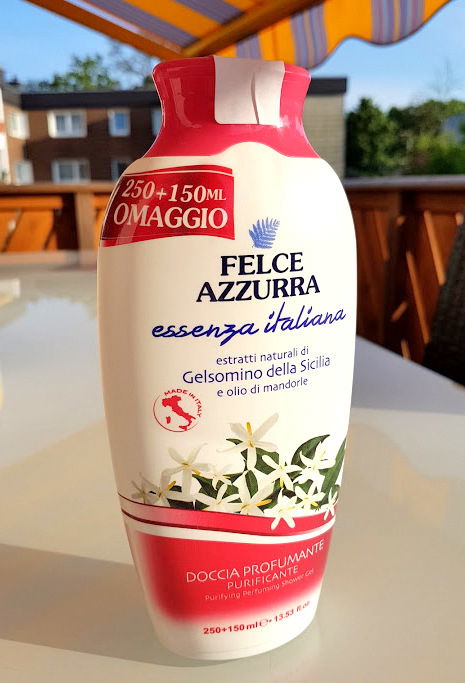 250+150ML
OMAGGIO
FELCE
AZZURRA
essenza italiana
estratti naturali di
Gelsomino della Sicilia
e olio di mandorle
MADE IN ITALY
DOCCIA PROFUMANTE
PURIFICANTE
Purifying Perfuming Shower Gel
250+150 ml ℮ - 13.53 fl oz